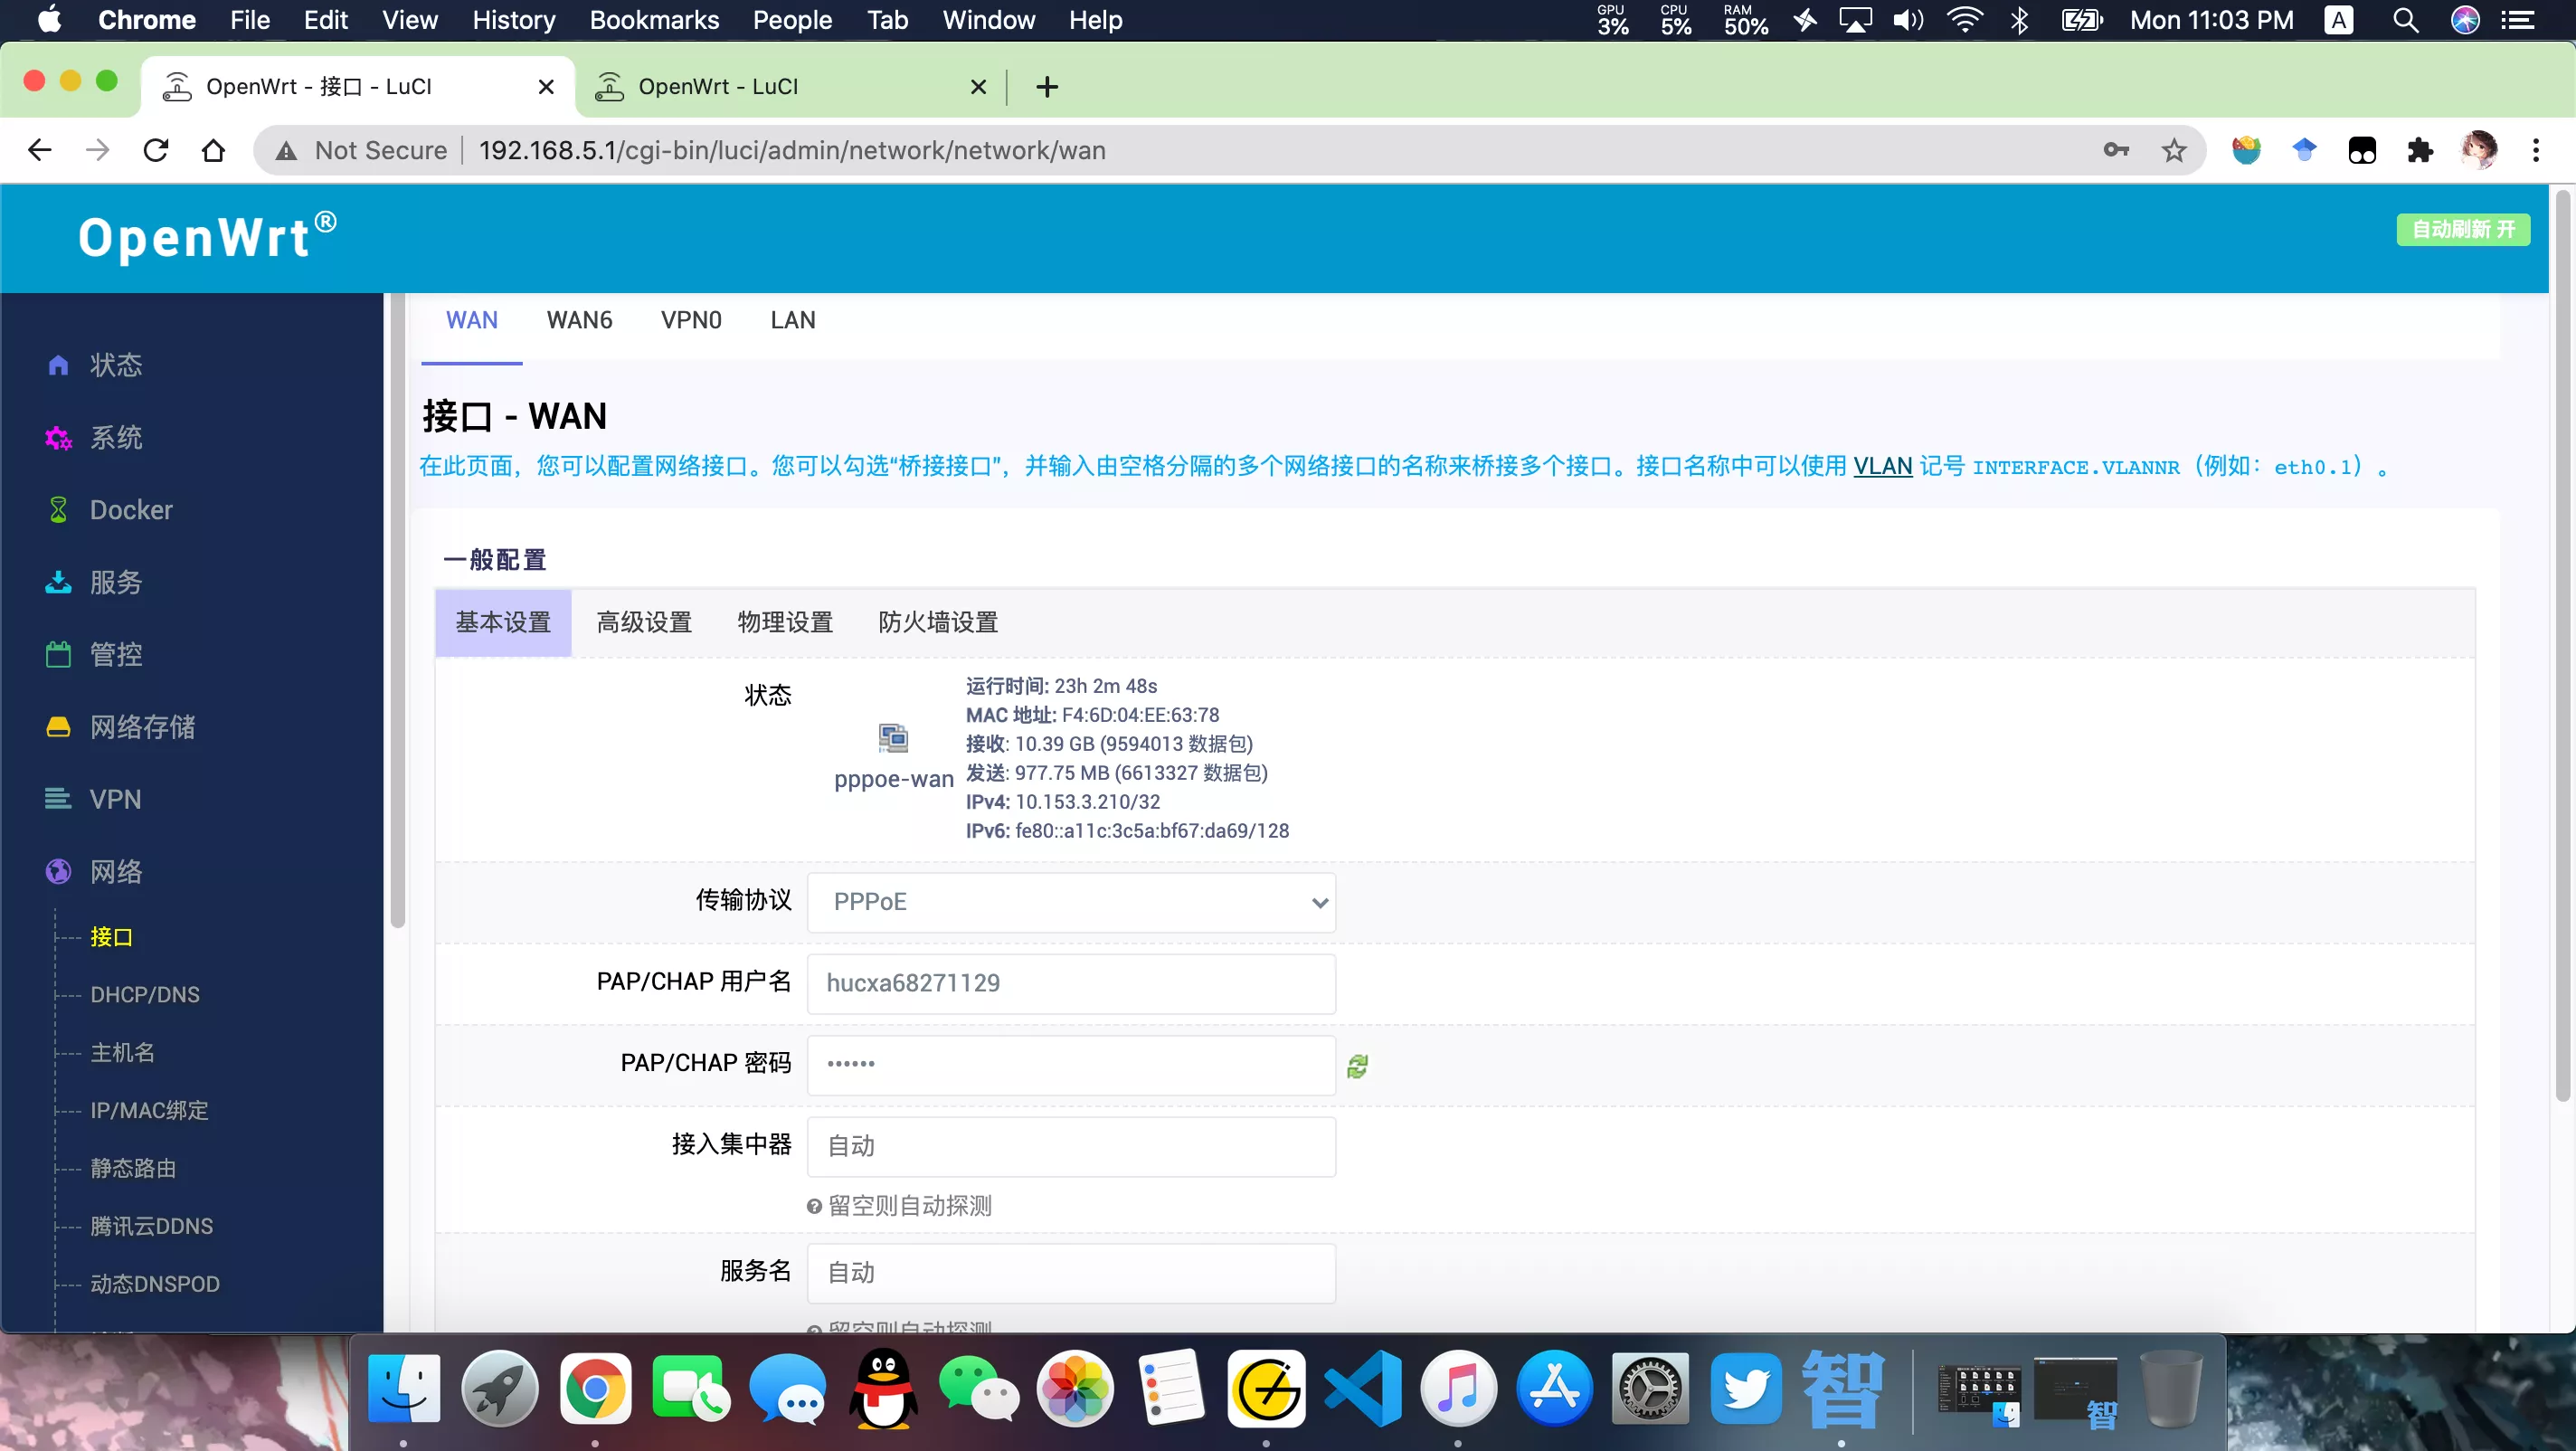 Chrome File Edit View History Bookmarks People Tab Window Help GPU 3% CPU 5% RAM 50% Mon 11:03 PM A
OpenWrt - 接口 - LuCI OpenWrt - LuCI
Not Secure 192.168.5.1/cgi-bin/luci/admin/network/network/wan
OpenWrt®
自动刷新 开
状态
系统
Docker
服务
管控
网络存储
VPN
网络
接口
DHCP/DNS
主机名
IP/MAC绑定
静态路由
腾讯云DDNS
动态DNSPOD
WAN WAN6 VPN0 LAN
接口 - WAN
在此页面，您可以配置网络接口。您可以勾选“桥接接口”，并输入由空格分隔的多个网络接口的名称来桥接多个接口。接口名称中可以使用 VLAN 记号 INTERFACE.VLANNR（例如：eth0.1）。
一般配置
基本设置 高级设置 物理设置 防火墙设置
状态
pppoe-wan
运行时间: 23h 2m 48s
MAC 地址: F4:6D:04:EE:63:78
接收: 10.39 GB (9594013 数据包)
发送: 977.75 MB (6613327 数据包)
IPv4: 10.153.3.210/32
IPv6: fe80::a11c:3c5a:bf67:da69/128
传输协议 PPPoE
PAP/CHAP 用户名 hucxa68271129
PAP/CHAP 密码 ••••••
接入集中器 自动
留空则自动探测
服务名 自动
留空则自动探测
智
智